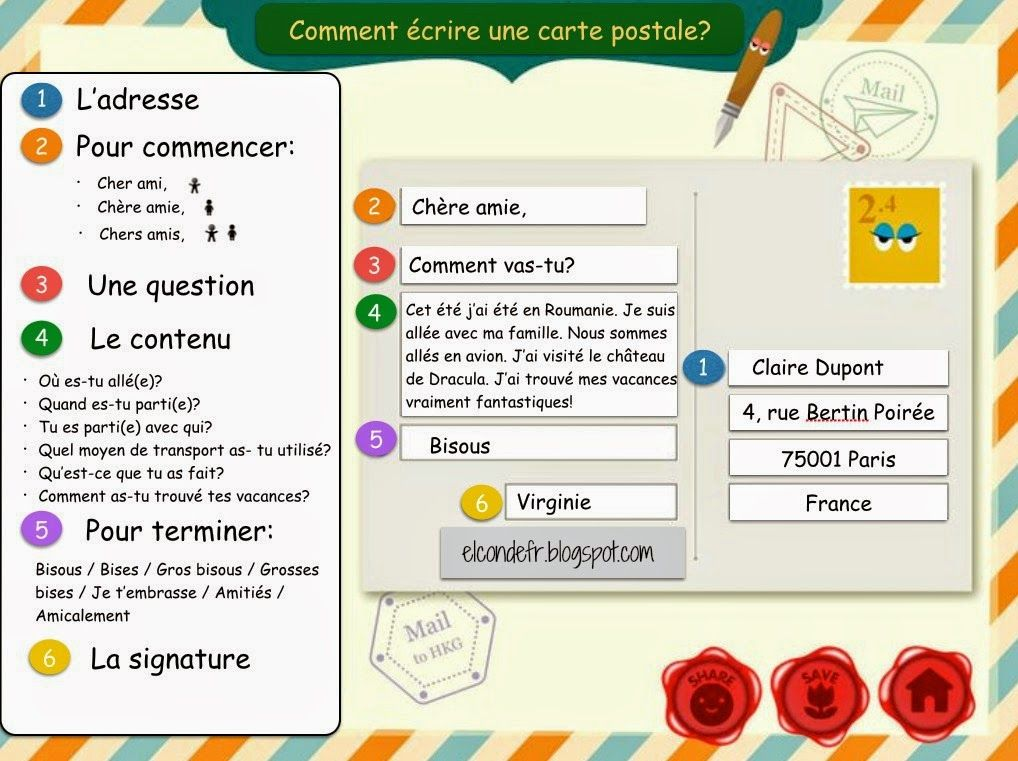 Comment écrire une carte postale?
1 L'adresse
2 Pour commencer:
· Cher ami,
· Chère amie,
· Chers amis,
3 Une question
4 Le contenu
· Où es-tu allé(e)?
· Quand es-tu parti(e)?
· Tu es parti(e) avec qui?
· Quel moyen de transport as- tu utilisé?
· Qu'est-ce que tu as fait?
· Comment as-tu trouvé tes vacances?
5 Pour terminer:
Bisous / Bises / Gros bisous / Grosses
bises / Je t'embrasse / Amitiés /
Amicalement
6 La signature
Mail
2.4
2 Chère amie,
3 Comment vas-tu?
4 Cet été j'ai été en Roumanie. Je suis
allée avec ma famille. Nous sommes
allés en avion. J'ai visité le château
de Dracula. J'ai trouvé mes vacances
vraiment fantastiques!
5 Bisous
6 Virginie
elcondefr.blogspot.com
1 Claire Dupont
4, rue Bertin Poirée
75001 Paris
France
Mail
to HKG
SHARE
SAVE